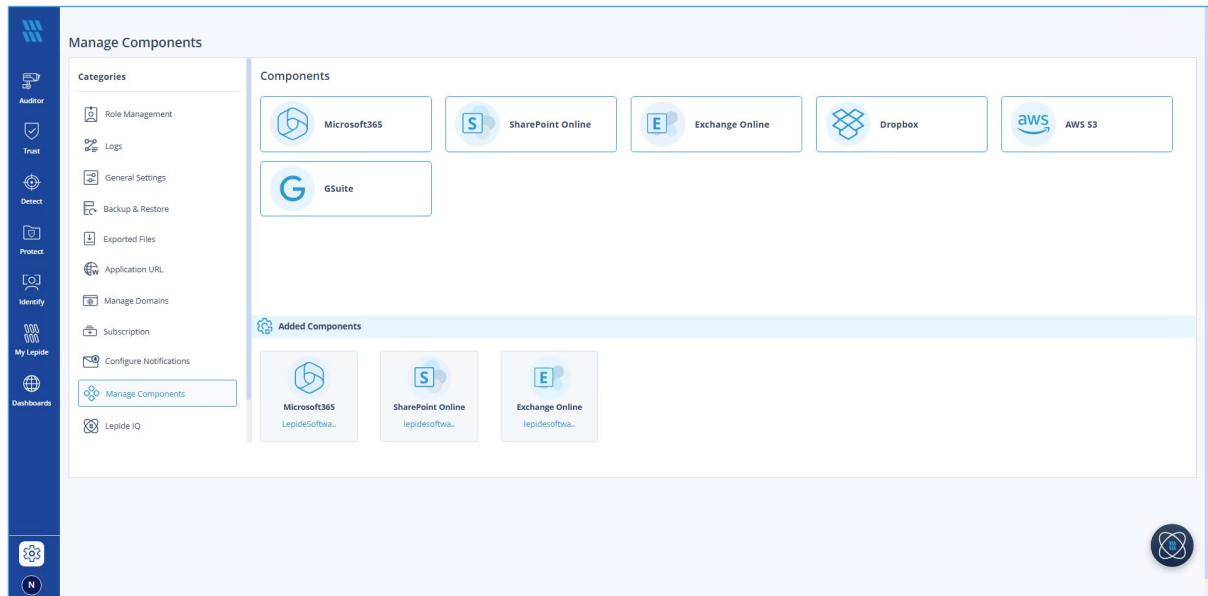 Manage Components
Auditor
Trust
Detect
Protect
Identify
My Lepide
Dashboards
N
Categories
Role Management
Logs
General Settings
Backup & Restore
Exported Files
Application URL
Manage Domains
Subscription
Configure Notifications
Manage Components
Lepide IQ
Components
Microsoft365
S SharePoint Online
E Exchange Online
Dropbox
aws AWS S3
G GSuite
Added Components
S
E
Microsoft365 SharePoint Online Exchange Online
LepideSoftwa.. lepidesoftwa.. lepidesoftwa..